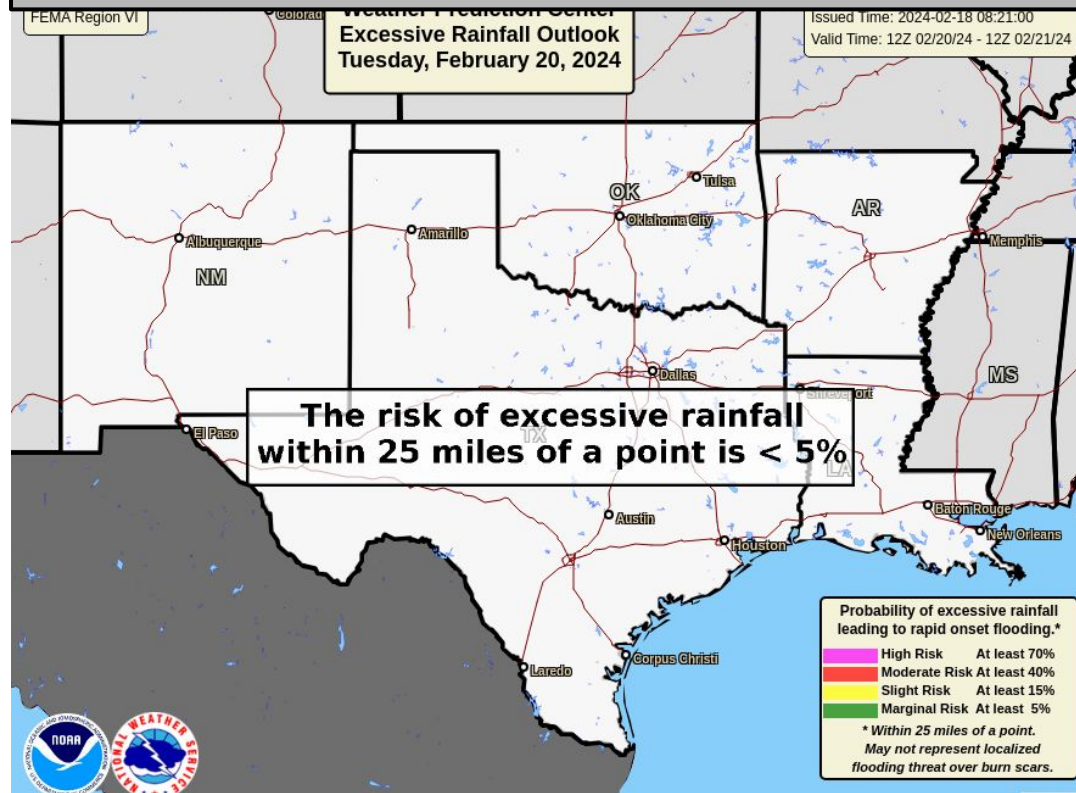 FEMA Region VI
Colorad
Weather Prediction Center
Excessive Rainfall Outlook
Tuesday, February 20, 2024
Issued Time: 2024-02-18 08:21:00
Valid Time: 12Z 02/20/24 - 12Z 02/21/24
Tulsa
OK
Oklahoma City
AR
Amarillo
Albuquerque
Memphis
NM
Dallas
MS
Shreveport
The risk of excessive rainfall
within 25 miles of a point is < 5%
El Paso
TX
LA
Austin
Baton Rouge
New Orleans
Houston
Laredo
Corpus Christi
Probability of excessive rainfall
leading to rapid onset flooding.*
High Risk At least 70%
Moderate Risk At least 40%
Slight Risk At least 15%
Marginal Risk At least 5%
* Within 25 miles of a point.
May not represent localized
flooding threat over burn scars.
NOAA
NATIONAL WEATHER SERVICE